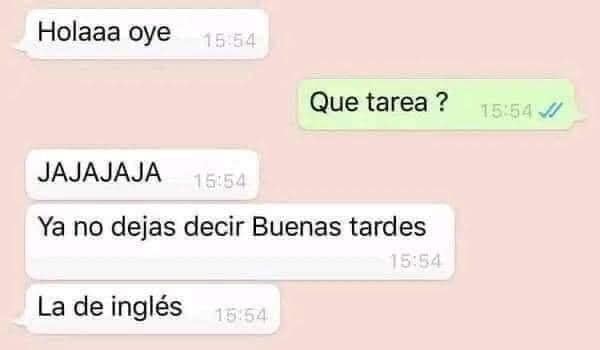 Holaaa oye 15:54
Que tarea ? 15:54
JAJAJAJA 15:54
Ya no dejas decir Buenas tardes
15:54
La de inglés 15:54